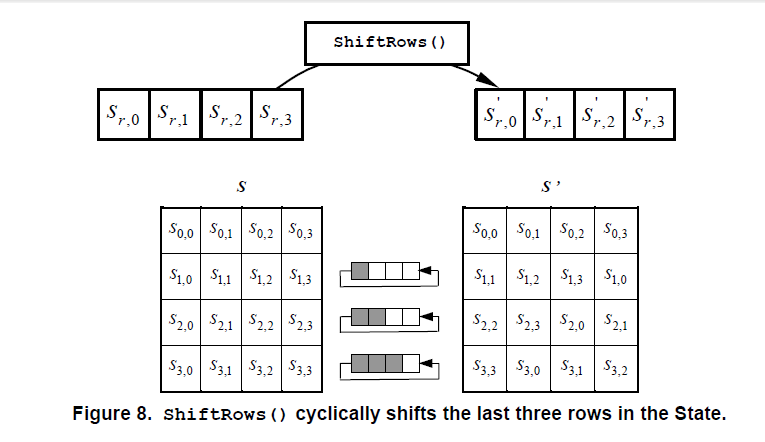 ShiftRows()
S r,0 S r,1 S r,2 S r,3 S' r,0 S' r,1 S' r,2 S' r,3
S S'
S0,0 S0,1 S0,2 S0,3 S0,0 S0,1 S0,2 S0,3
S1,0 S1,1 S1,2 S1,3 S1,1 S1,2 S1,3 S1,0
S2,0 S2,1 S2,2 S2,3 S2,2 S2,3 S2,0 S2,1
S3,0 S3,1 S3,2 S3,3 S3,3 S3,0 S3,1 S3,2
Figure 8. ShiftRows() cyclically shifts the last three rows in the State.